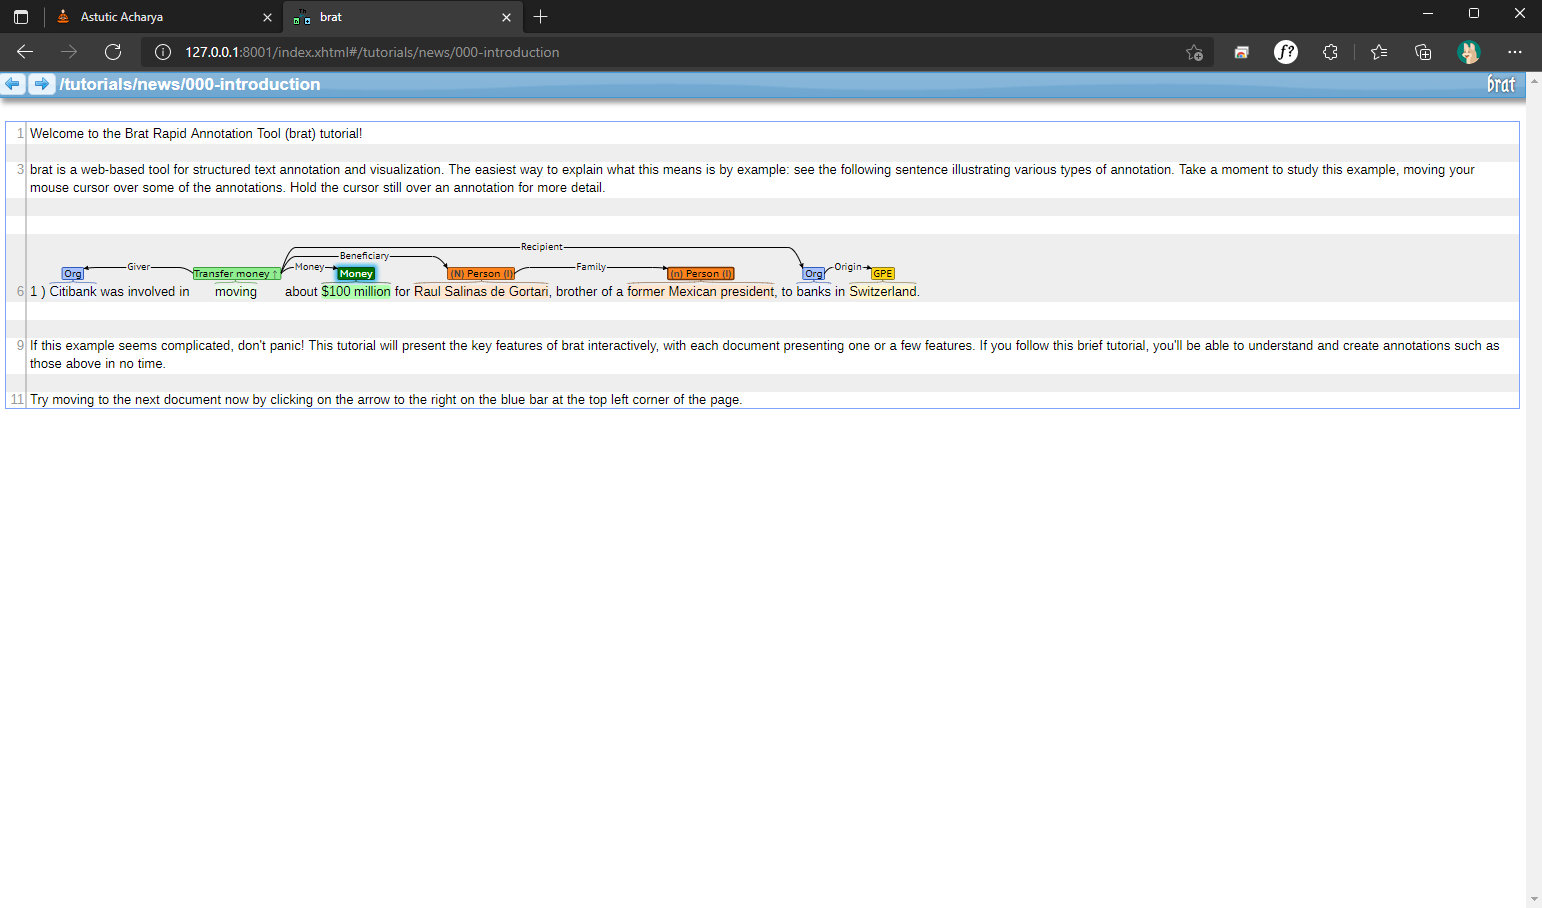 Astutic Acharya
brat
127.0.0.1:8001/index.xhtml#/tutorials/news/000-introduction
f?
/tutorials/news/000-introduction
brat
1 Welcome to the Brat Rapid Annotation Tool (brat) tutorial!
3 brat is a web-based tool for structured text annotation and visualization. The easiest way to explain what this means is by example: see the following sentence illustrating various types of annotation. Take a moment to study this example, moving your
mouse cursor over some of the annotations. Hold the cursor still over an annotation for more detail.
Recipient
Beneficiary
Giver Money Family Origin
Org Transfer money ↑ Money (N) Person (I) (n) Person (I) Org GPE
6 1 ) Citibank was involved in moving about $100 million for Raul Salinas de Gortari, brother of a former Mexican president, to banks in Switzerland.
9 If this example seems complicated, don't panic! This tutorial will present the key features of brat interactively, with each document presenting one or a few features. If you follow this brief tutorial, you'll be able to understand and create annotations such as
those above in no time.
11 Try moving to the next document now by clicking on the arrow to the right on the blue bar at the top left corner of the page.